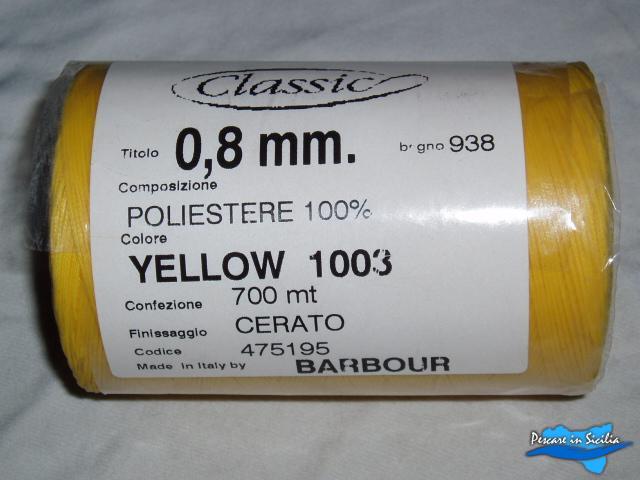 Classic
Titolo 0,8 mm. bagno 938
Composizione
POLIESTERE 100%
Colore
YELLOW 1003
Confezione 700 mt
Finissaggio CERATO
Codice 475195
Made in Italy by BARBOUR
Pescare in Sicilia